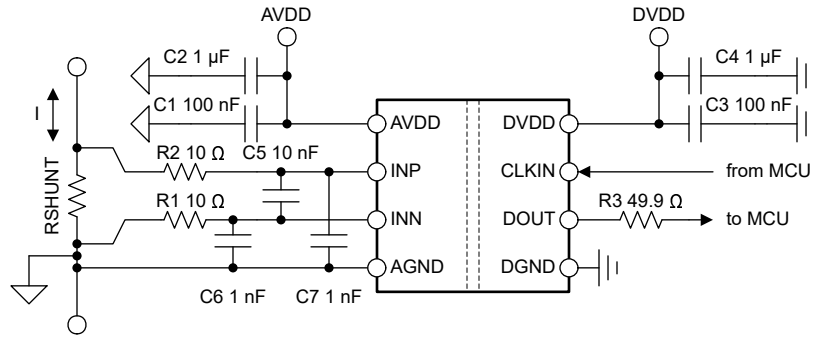 AVDD
DVDD
C2 1 µF
C4 1 µF
C1 100 nF
C3 100 nF
I
AVDD
DVDD
R2 10 Ω
C5 10 nF
INP
CLKIN
from MCU
RSHUNT
R1 10 Ω
INN
DOUT
R3 49.9 Ω
to MCU
AGND
DGND
C6 1 nF
C7 1 nF